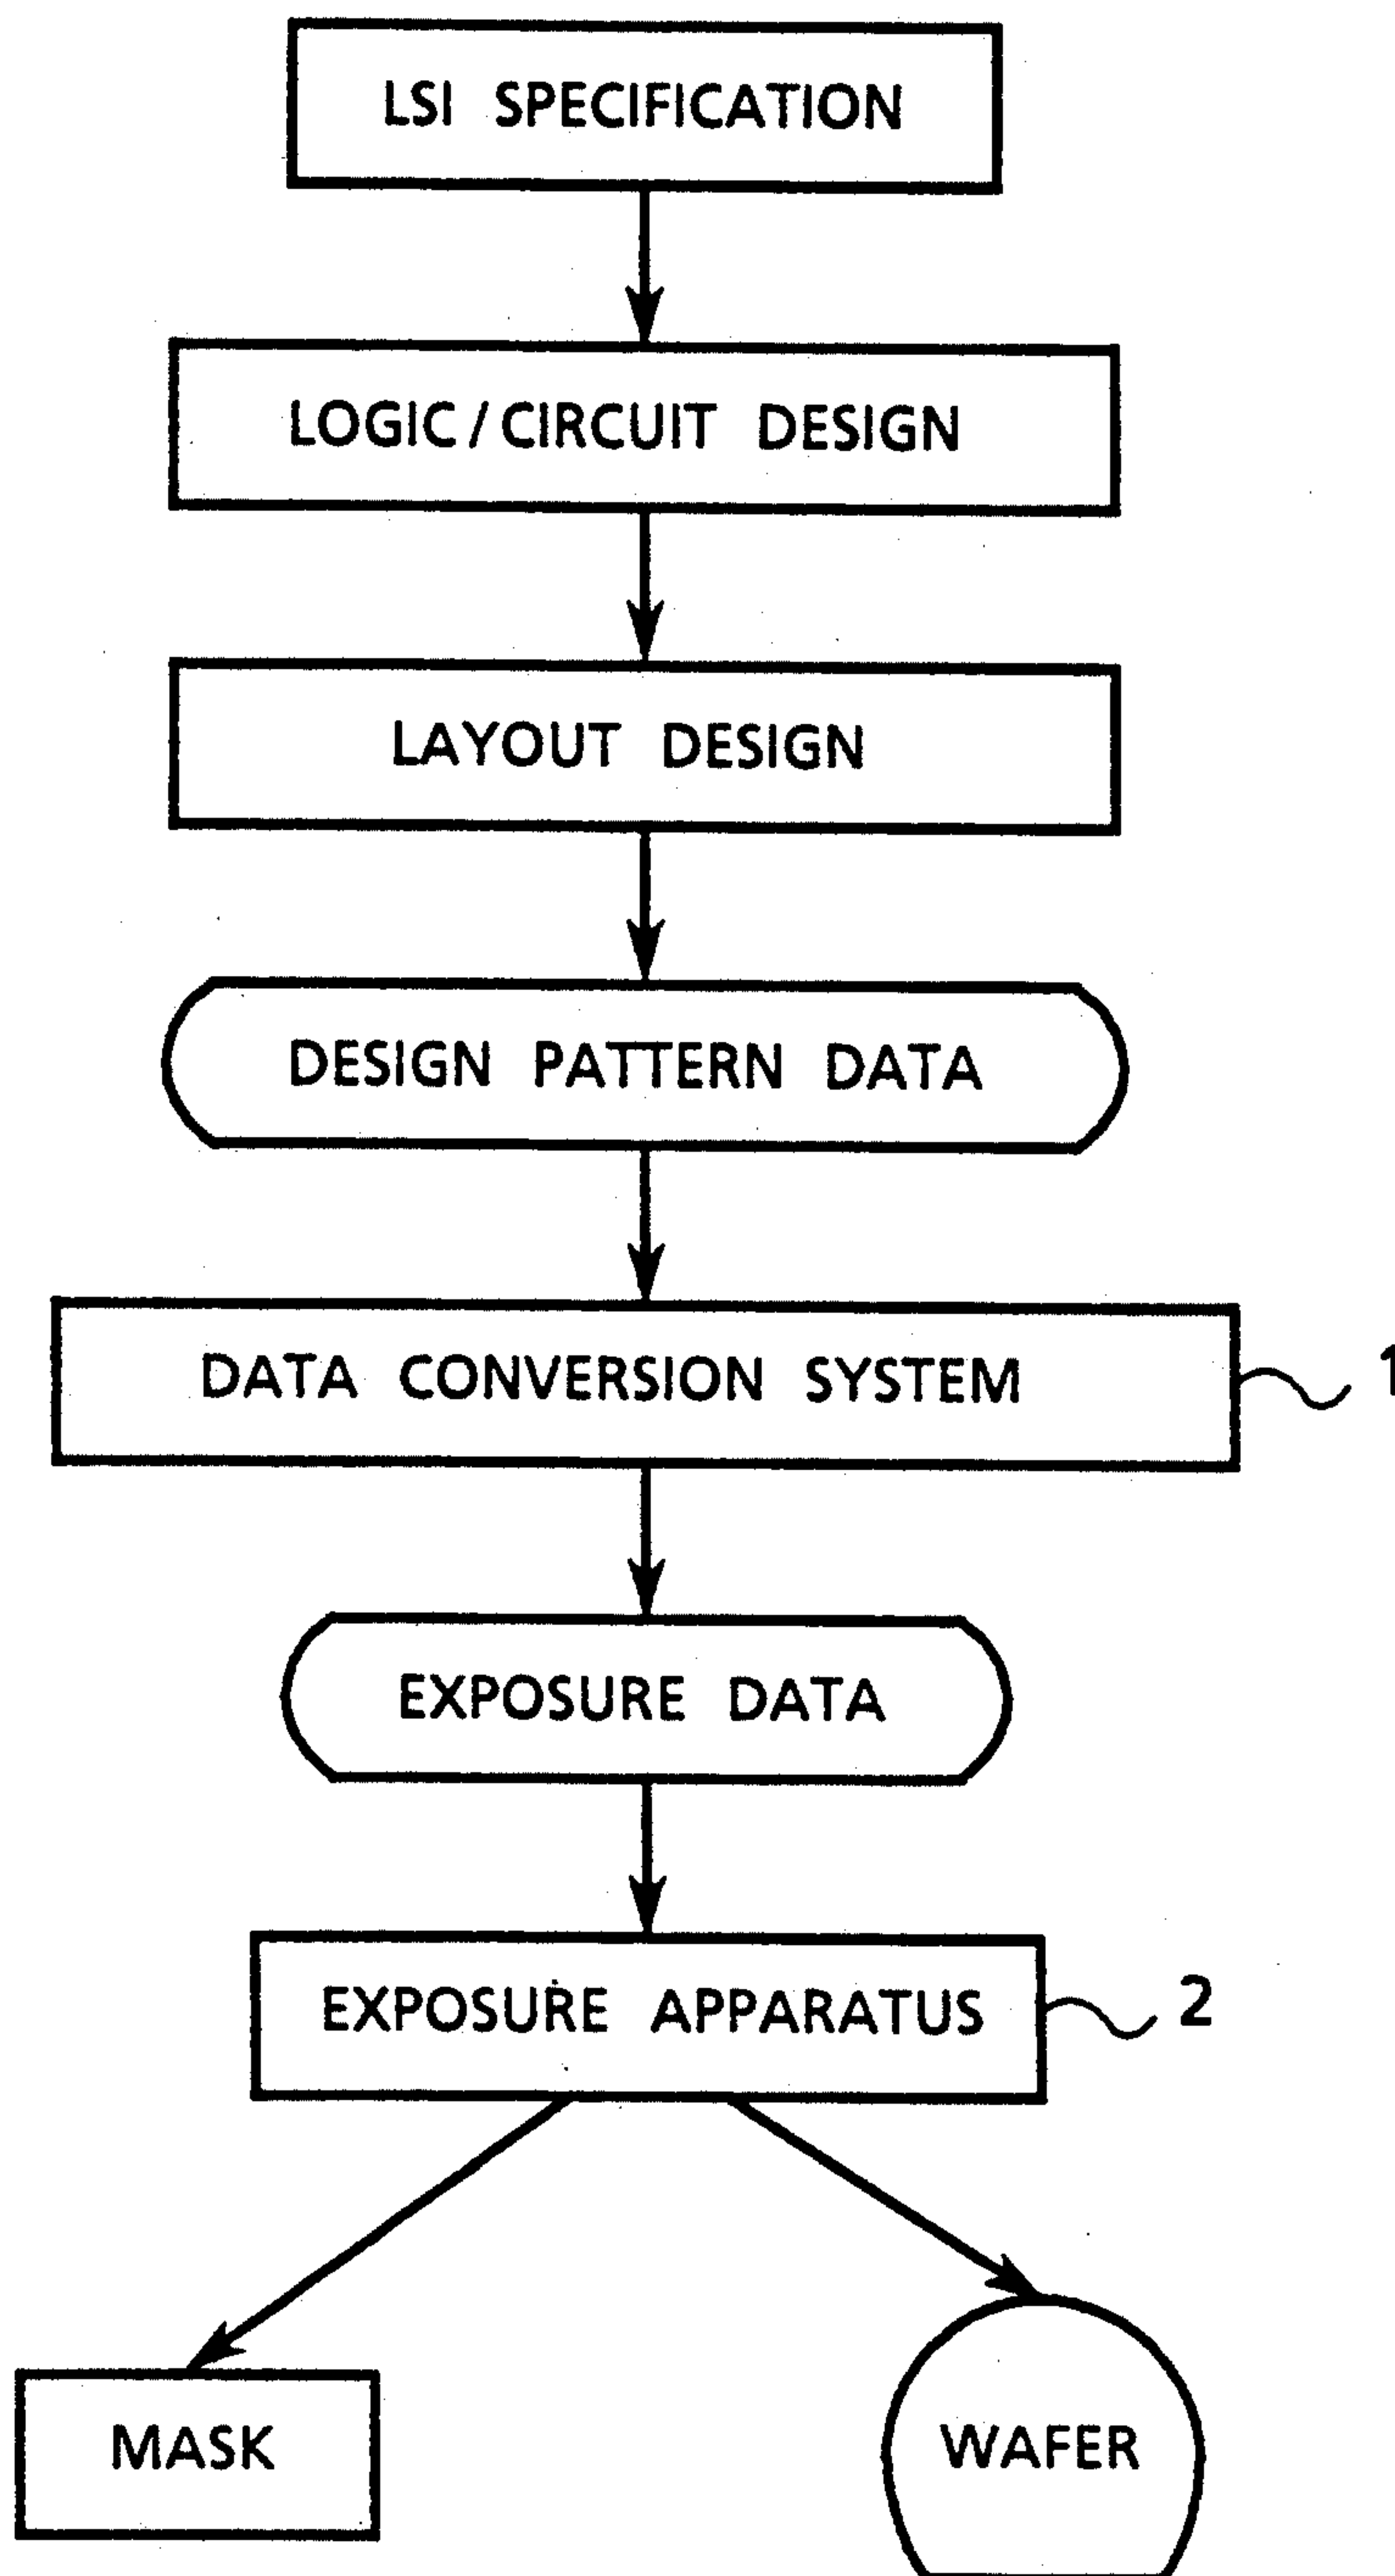 LSI SPECIFICATION
LOGIC/CIRCUIT DESIGN
LAYOUT DESIGN
DESIGN PATTERN DATA
DATA CONVERSION SYSTEM
1
EXPOSURE DATA
EXPOSURE APPARATUS
2
MASK
WAFER